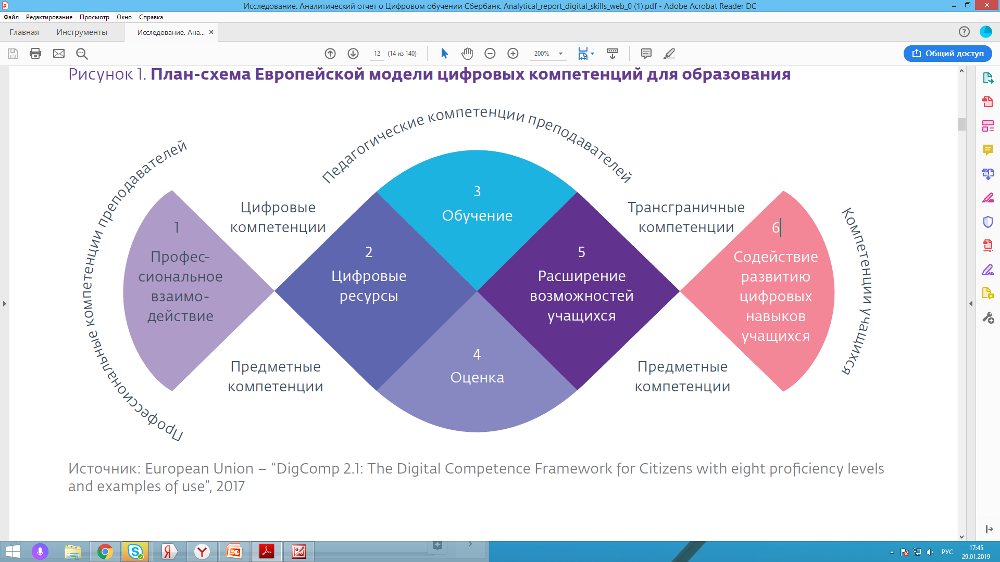 Исследование. Аналитический отчет о Цифровом обучении Сбербанк. Analytical_report_digital_skills_web_0 (1).pdf - Adobe Acrobat Reader DC
Файл Редактирование Просмотр Окно Справка
Главная Инструменты Исследование. Ана... ×
12 (14 из 140) 200% Общий доступ
Рисунок 1. План-схема Европейской модели цифровых компетенций для образования
Профессиональные компетенции преподавателей
Педагогические компетенции преподавателей
Компетенции учащихся
1
Профес-
сиональное
взаимо-
действие
Цифровые
компетенции
Предметные
компетенции
2
Цифровые
ресурсы
3
Обучение
4
Оценка
5
Расширение
возможностей
учащихся
Трансграничные
компетенции
Предметные
компетенции
6
Содействие
развитию
цифровых
навыков
учащихся
Источник: European Union – “DigComp 2.1: The Digital Competence Framework for Citizens with eight proficiency levels
and examples of use”, 2017
РУС
17:45
29.01.2019